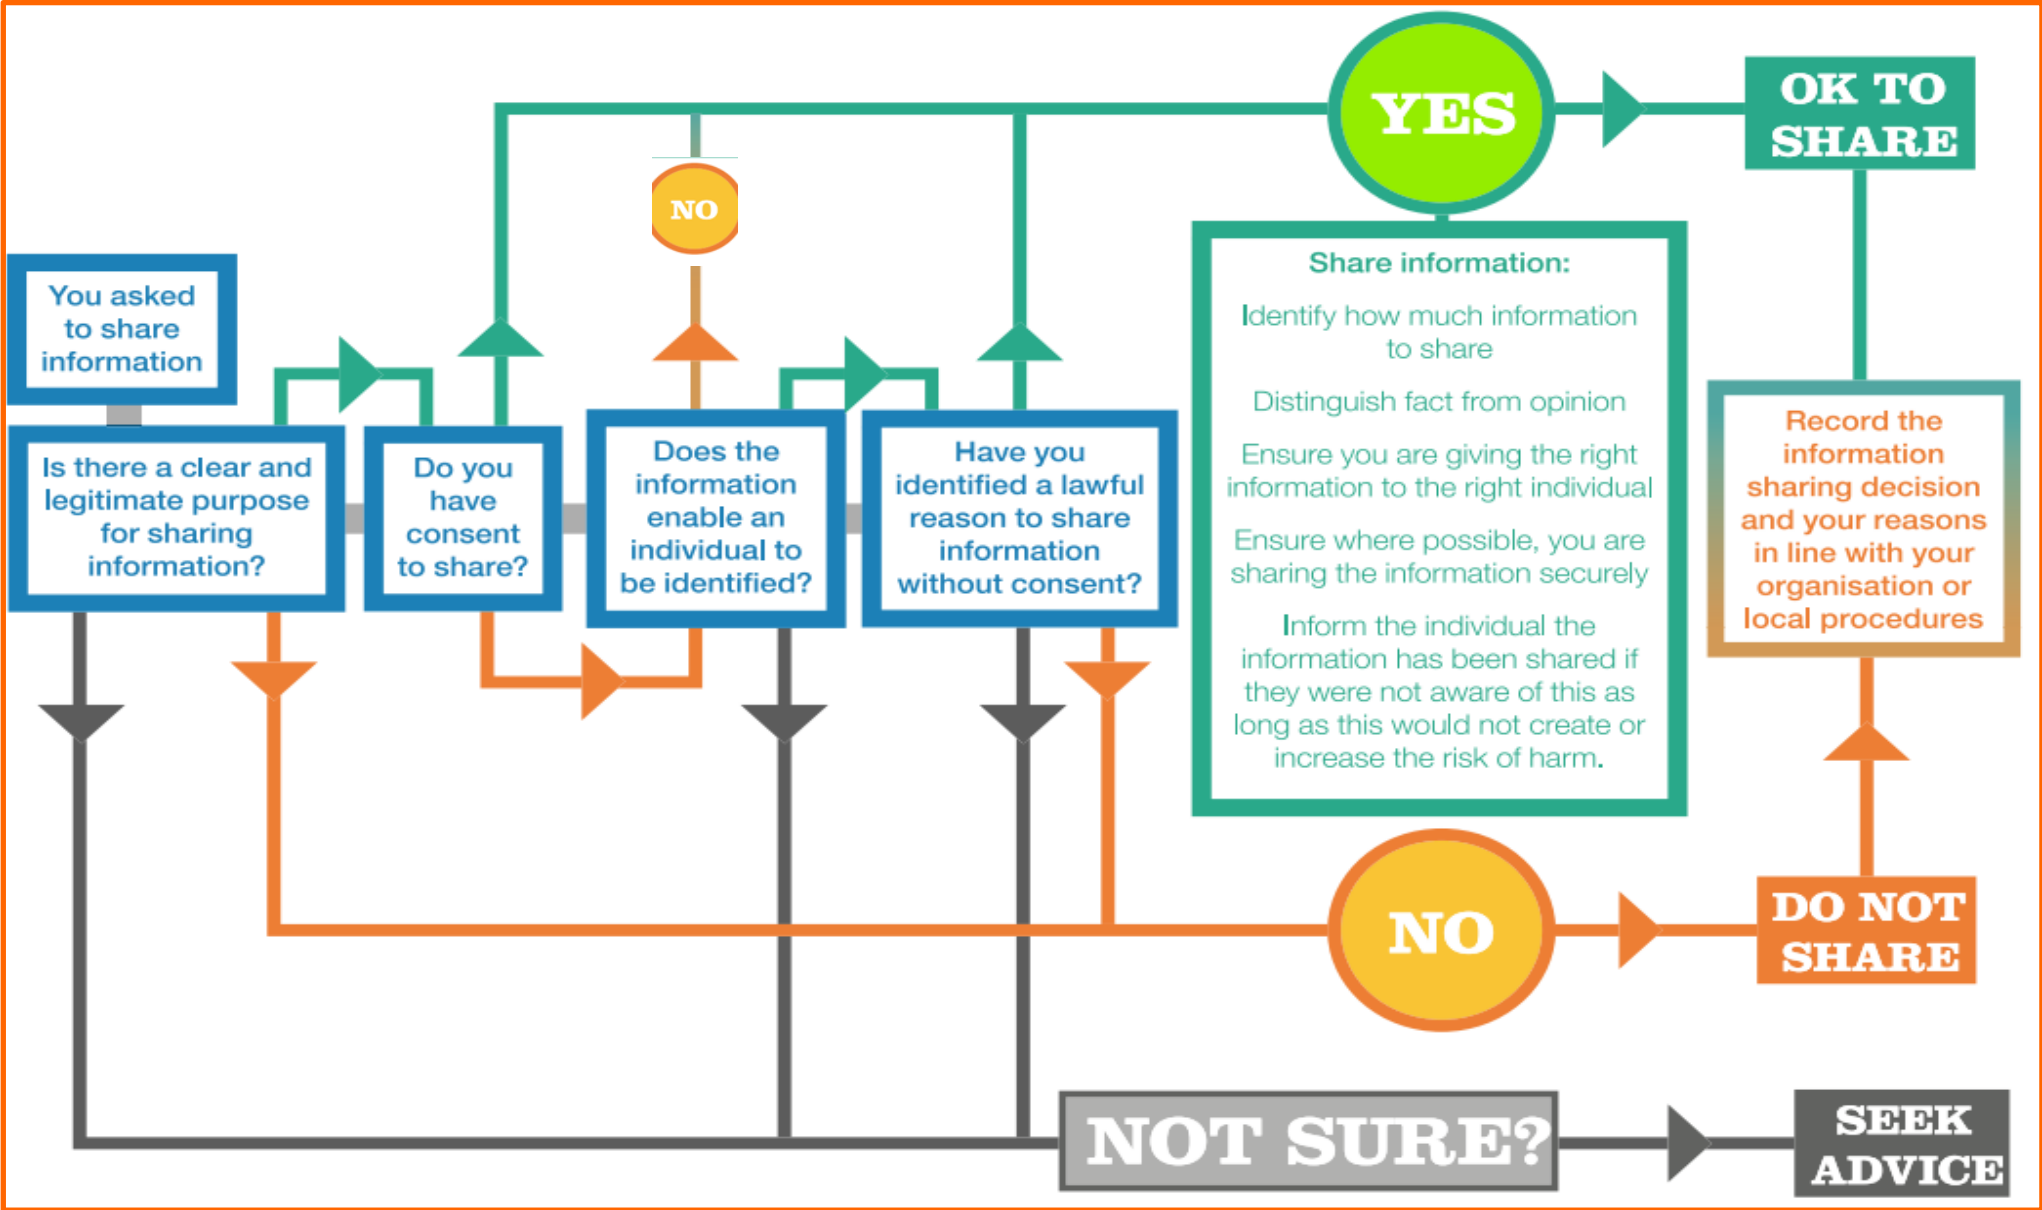 You asked
to share
information
Is there a clear and
legitimate purpose
for sharing
information?
Do you
have
consent
to share?
NO
Does the
information
enable an
individual to
be identified?
Have you
identified a lawful
reason to share
information
without consent?
YES
OK TO
SHARE
Share information:
Identify how much information
to share
Distinguish fact from opinion
Ensure you are giving the right
information to the right individual
Ensure where possible, you are
sharing the information securely
Inform the individual the
information has been shared if
they were not aware of this as
long as this would not create or
increase the risk of harm.
Record the
information
sharing decision
and your reasons
in line with your
organisation or
local procedures
NO
DO NOT
SHARE
NOT SURE?
SEEK
ADVICE